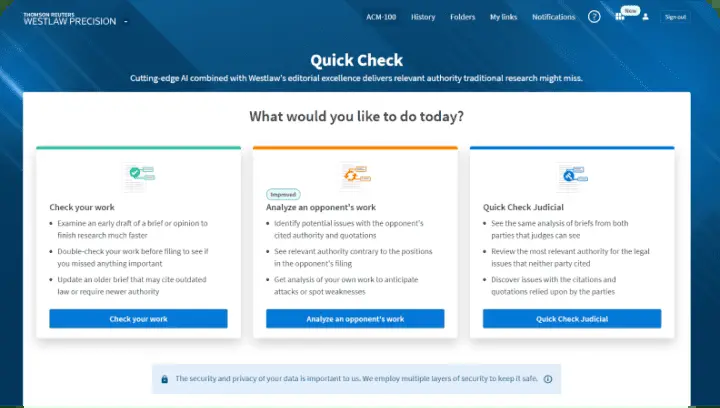 THOMSON REUTERS
WESTLAW PRECISION
ACM-100 History Folders My links Notifications ? New Sign out
Quick Check
Cutting-edge AI combined with Westlaw's editorial excellence delivers relevant authority traditional research might miss.
What would you like to do today?
Check your work
• Examine an early draft of a brief or opinion to
finish research much faster
• Double-check your work before filing to see if
you missed anything important
• Update an older brief that may cite outdated
law or require newer authority
Check your work
Improved
Analyze an opponent's work
• Identify potential issues with the opponent's
cited authority and quotations
• See relevant authority contrary to the positions
in the opponent's filing
• Get analysis of your own work to anticipate
attacks or spot weaknesses
Analyze an opponent's work
Quick Check Judicial
• See the same analysis of briefs from both
parties that judges can see
• Review the most relevant authority for the legal
issues that neither party cited
• Discover issues with the citations and
quotations relied upon by the parties
Quick Check Judicial
The security and privacy of your data is important to us. We employ multiple layers of security to keep it safe.